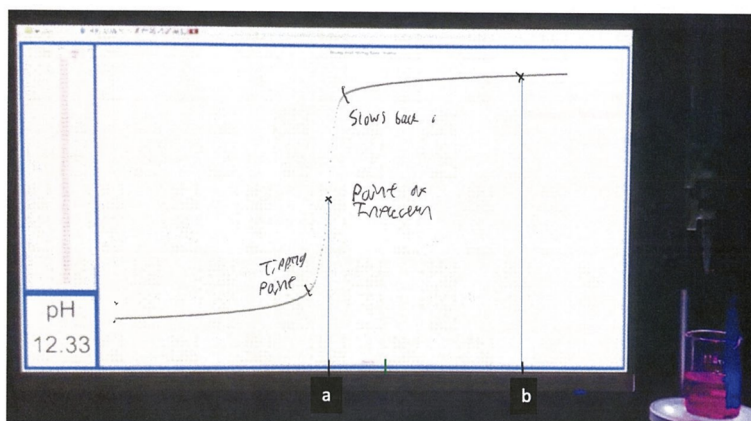 Slows back
Point of
Inflection
Tipping
Point
pH
12.33
a
b